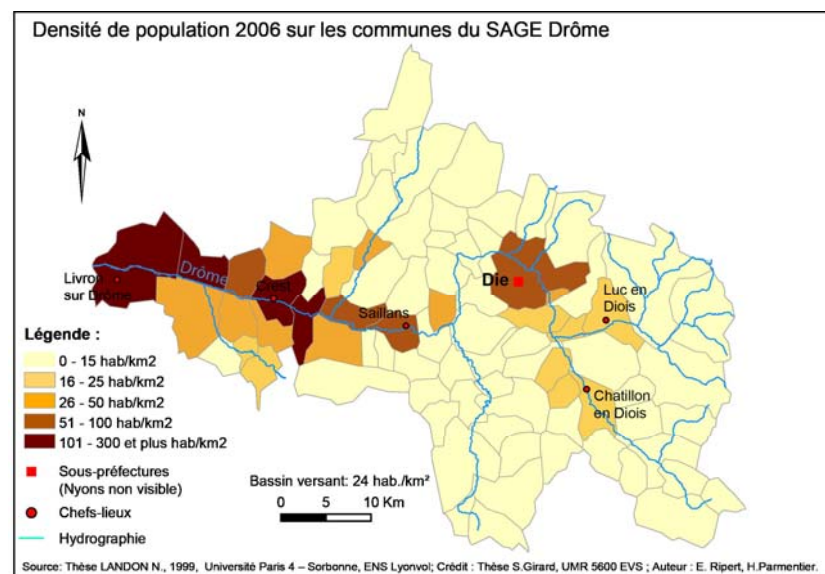 Densité de population 2006 sur les communes du SAGE Drôme
N
Drôme
Livron
sur Drôme
Crest
Saillans
Die
Luc en
Diois
Chatillon
en Diois
Légende :
0 - 15 hab/km2
16 - 25 hab/km2
26 - 50 hab/km2
51 - 100 hab/km2
101 - 300 et plus hab/km2
Sous-préfectures
(Nyons non visible)
Chefs-lieux
Hydrographie
Bassin versant: 24 hab./km²
0 5 10 Km
Source: Thèse LANDON N., 1999, Université Paris 4 – Sorbonne, ENS Lyonvol; Crédit : Thèse S.Girard, UMR 5600 EVS ; Auteur : E. Ripert, H.Parmentier.